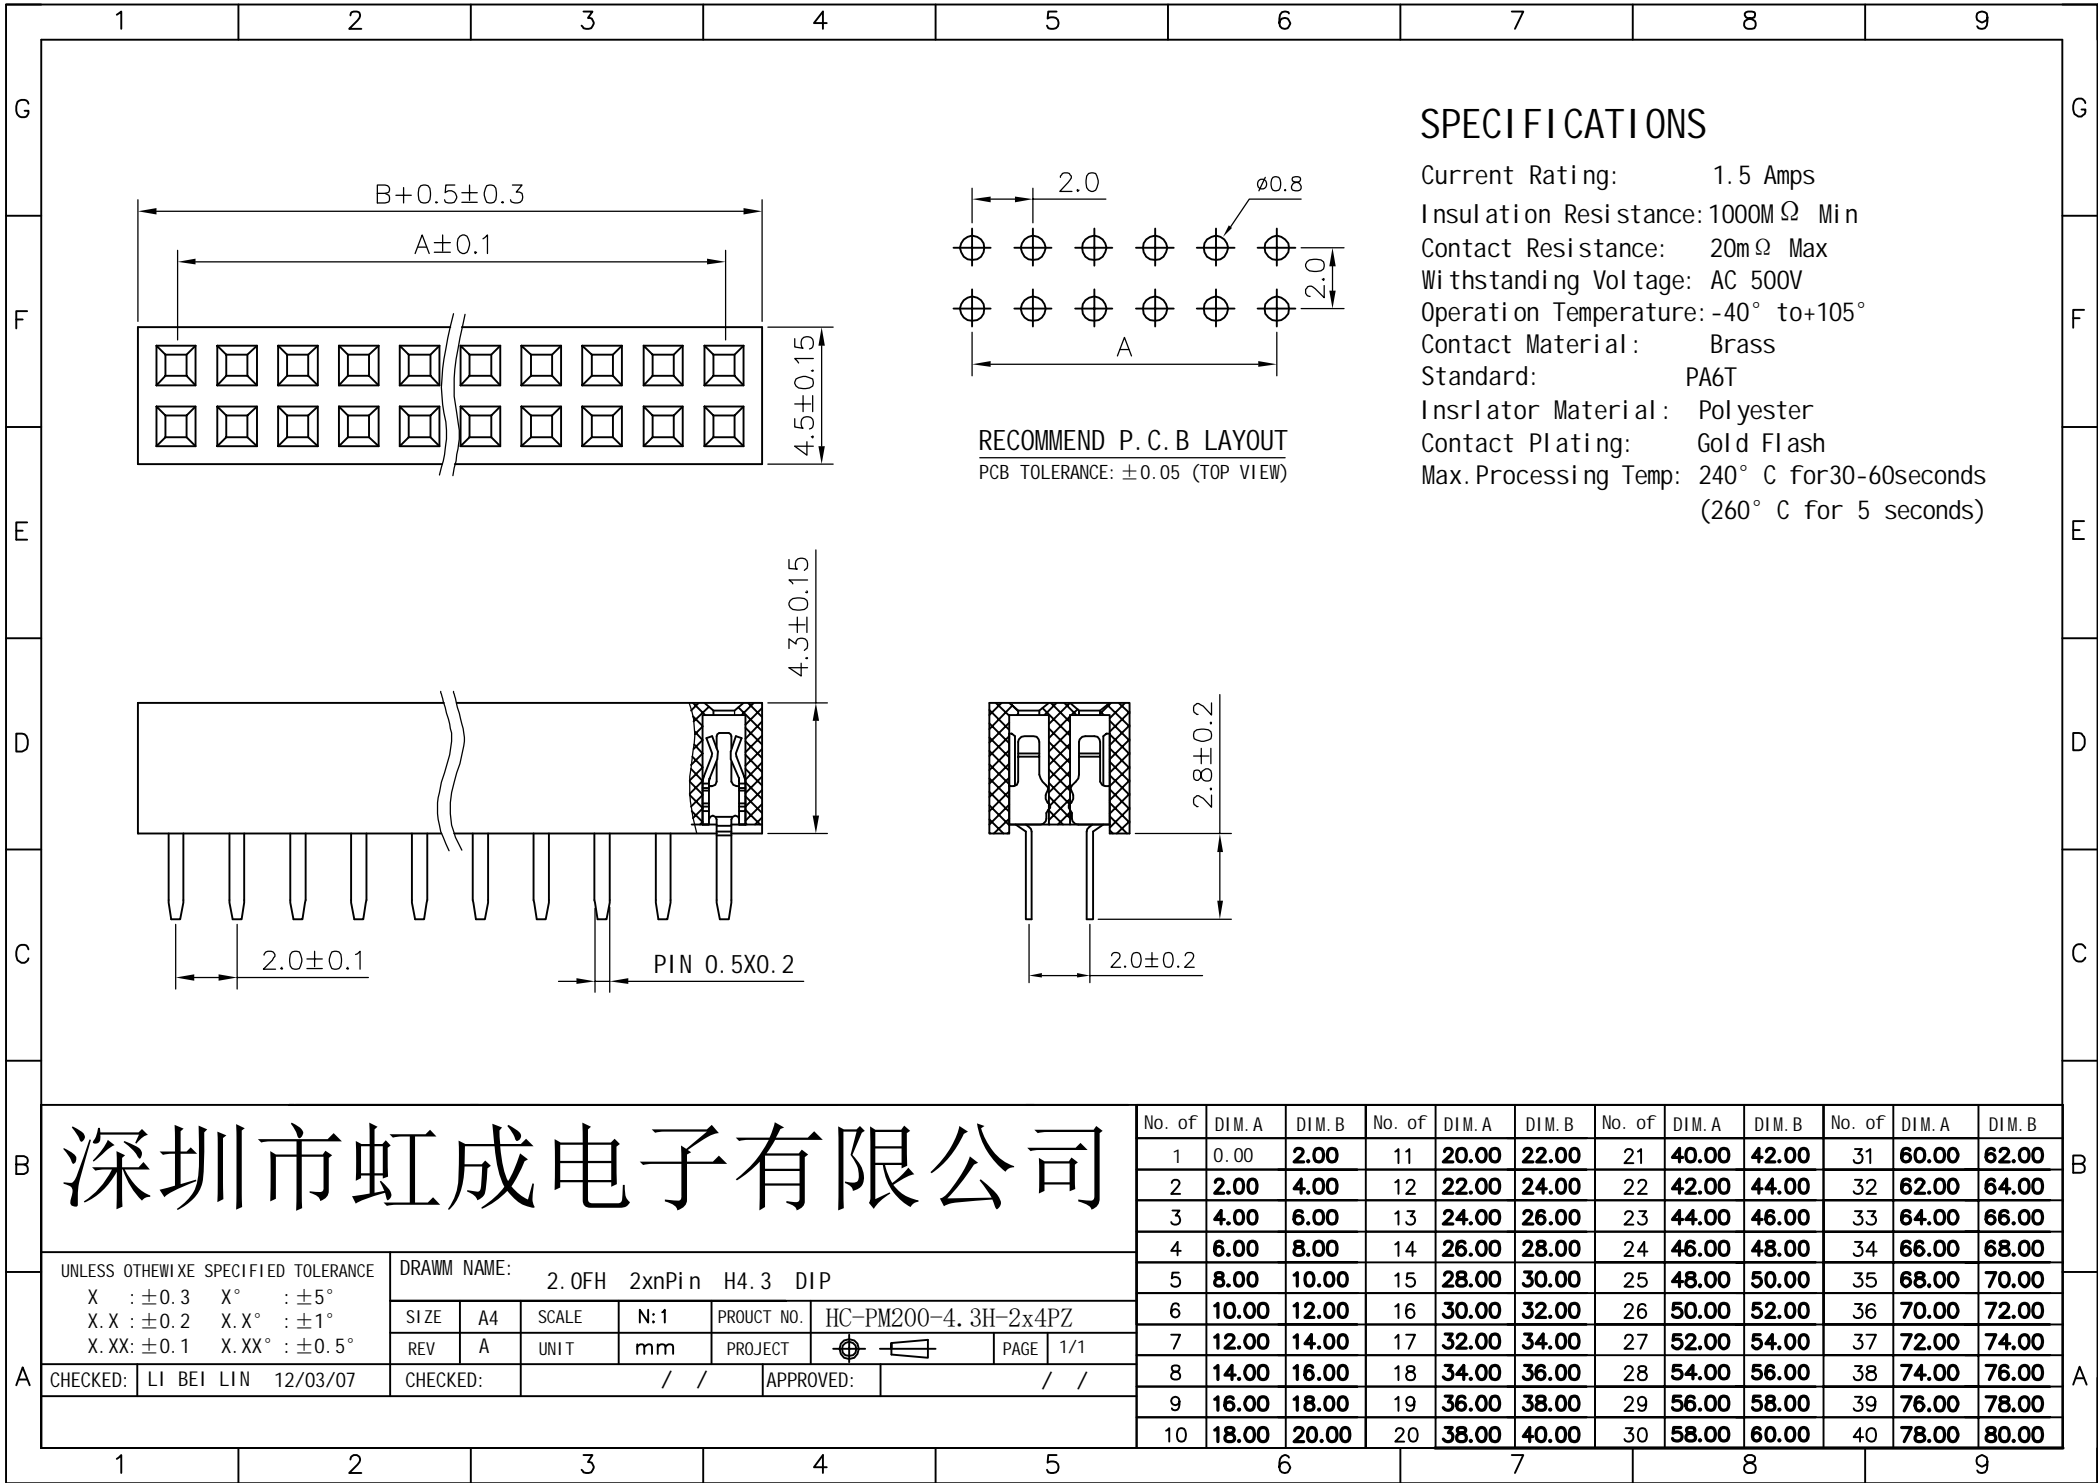 1 2 3 4 5 6 7 8 9
G G
F F
E E
D D
C C
B B
A A
B+0.5±0.3
A±0.1
4.5±0.15
2.0
ø0.8
2.0
A
RECOMMEND P.C.B LAYOUT
PCB TOLERANCE: ±0.05 (TOP VIEW)
SPECIFICATIONS
Current Rating: 1.5 Amps
Insulation Resistance: 1000MΩ Min
Contact Resistance: 20mΩ Max
Withstanding Voltage: AC 500V
Operation Temperature: -40° to+105°
Contact Material: Brass
Standard: PA6T
Insrlator Material: Polyester
Contact Plating: Gold Flash
Max.Processing Temp: 240° C for30-60seconds
(260° C for 5 seconds)
4.3±0.15
2.0±0.1
PIN 0.5X0.2
2.8±0.2
2.0±0.2
深圳市虹成电子有限公司
UNLESS OTHEWIXE SPECIFIED TOLERANCE
X :±0.3 X° :±5°
X.X :±0.2 X.X° :±1°
X.XX:±0.1 X.XX° :±0.5°
DRAWM NAME: 2.0FH 2xnPin H4.3 DIP
SIZE A4 SCALE N:1 PROUCT NO. HC-PM200-4.3H-2x4PZ
REV A UNIT mm PROJECT PAGE 1/1
CHECKED: LI BEI LIN 12/03/07 CHECKED: / / APPROVED: / /
No. of DIM.A DIM.B No. of DIM.A DIM.B No. of DIM.A DIM.B No. of DIM.A DIM.B
1 0.00 2.00 11 20.00 22.00 21 40.00 42.00 31 60.00 62.00
2 2.00 4.00 12 22.00 24.00 22 42.00 44.00 32 62.00 64.00
3 4.00 6.00 13 24.00 26.00 23 44.00 46.00 33 64.00 66.00
4 6.00 8.00 14 26.00 28.00 24 46.00 48.00 34 66.00 68.00
5 8.00 10.00 15 28.00 30.00 25 48.00 50.00 35 68.00 70.00
6 10.00 12.00 16 30.00 32.00 26 50.00 52.00 36 70.00 72.00
7 12.00 14.00 17 32.00 34.00 27 52.00 54.00 37 72.00 74.00
8 14.00 16.00 18 34.00 36.00 28 54.00 56.00 38 74.00 76.00
9 16.00 18.00 19 36.00 38.00 29 56.00 58.00 39 76.00 78.00
10 18.00 20.00 20 38.00 40.00 30 58.00 60.00 40 78.00 80.00
1 2 3 4 5 6 7 8 9